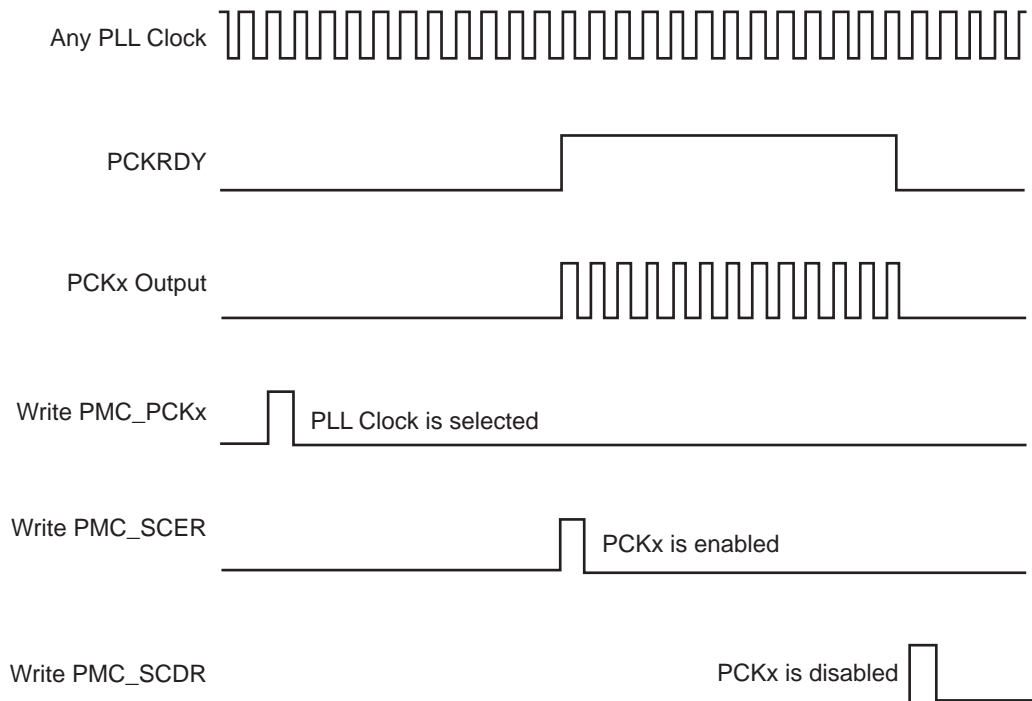 Any PLL Clock
PCKRDY
PCKx Output
Write PMC_PCKx
PLL Clock is selected
Write PMC_SCER
PCKx is enabled
Write PMC_SCDR
PCKx is disabled